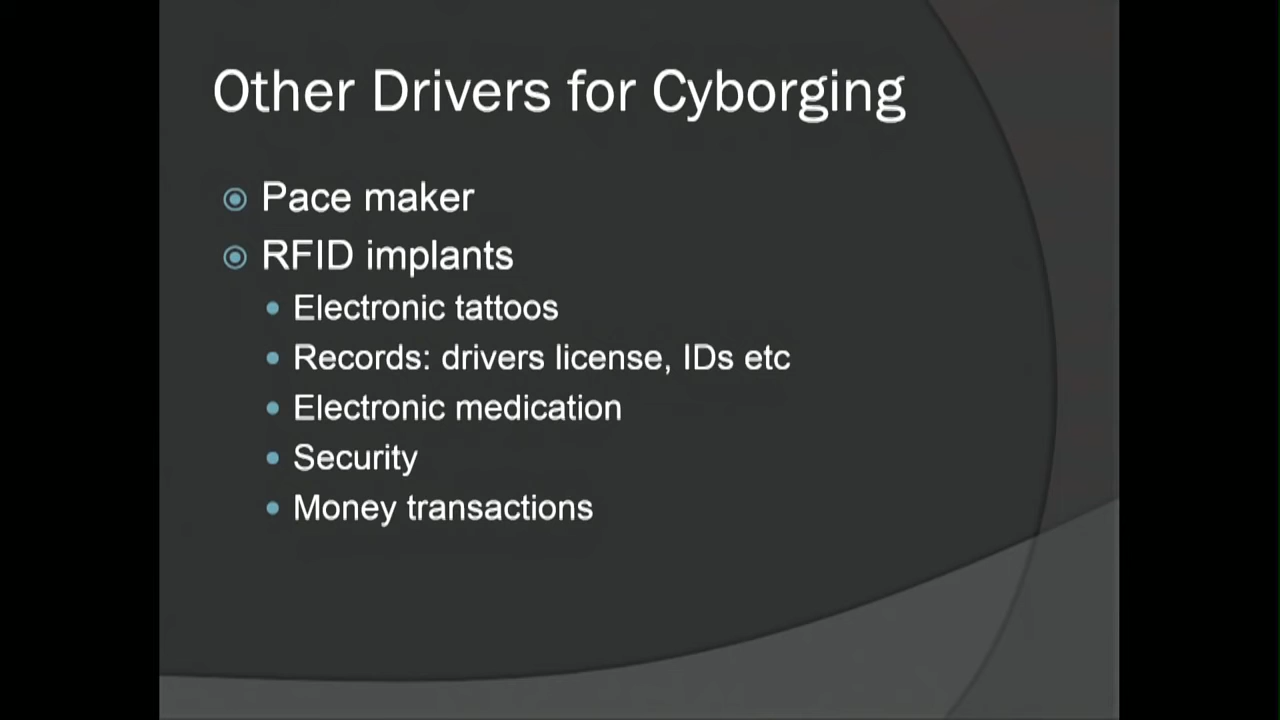 Other Drivers for Cyborging
Pace maker
RFID implants
Electronic tattoos
Records: drivers license, IDs etc
Electronic medication
Security
Money transactions